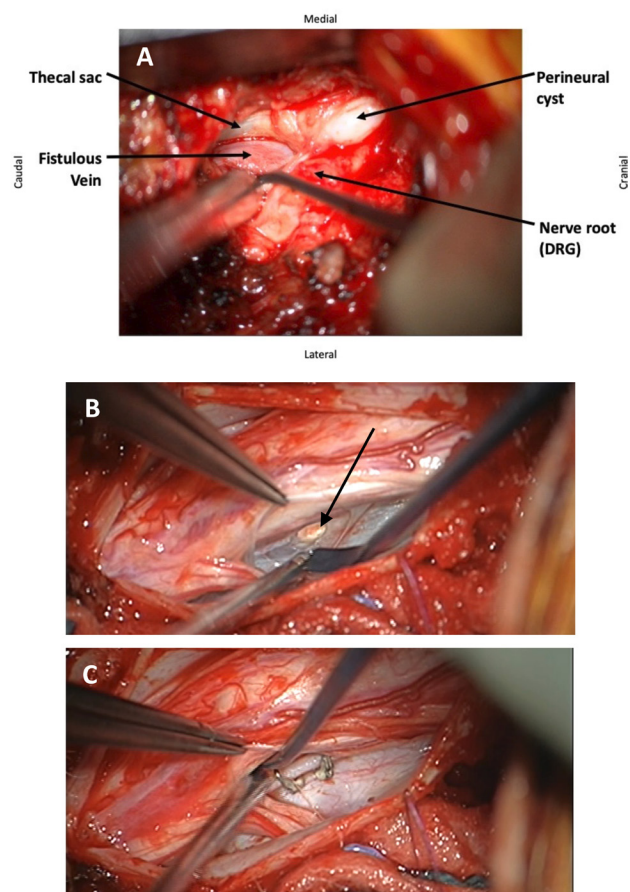 Medial
A
Thecal sac
Perineural
cyst
Fistulous
Vein
Caudal
Cranial
Nerve root
(DRG)
Lateral
B
C